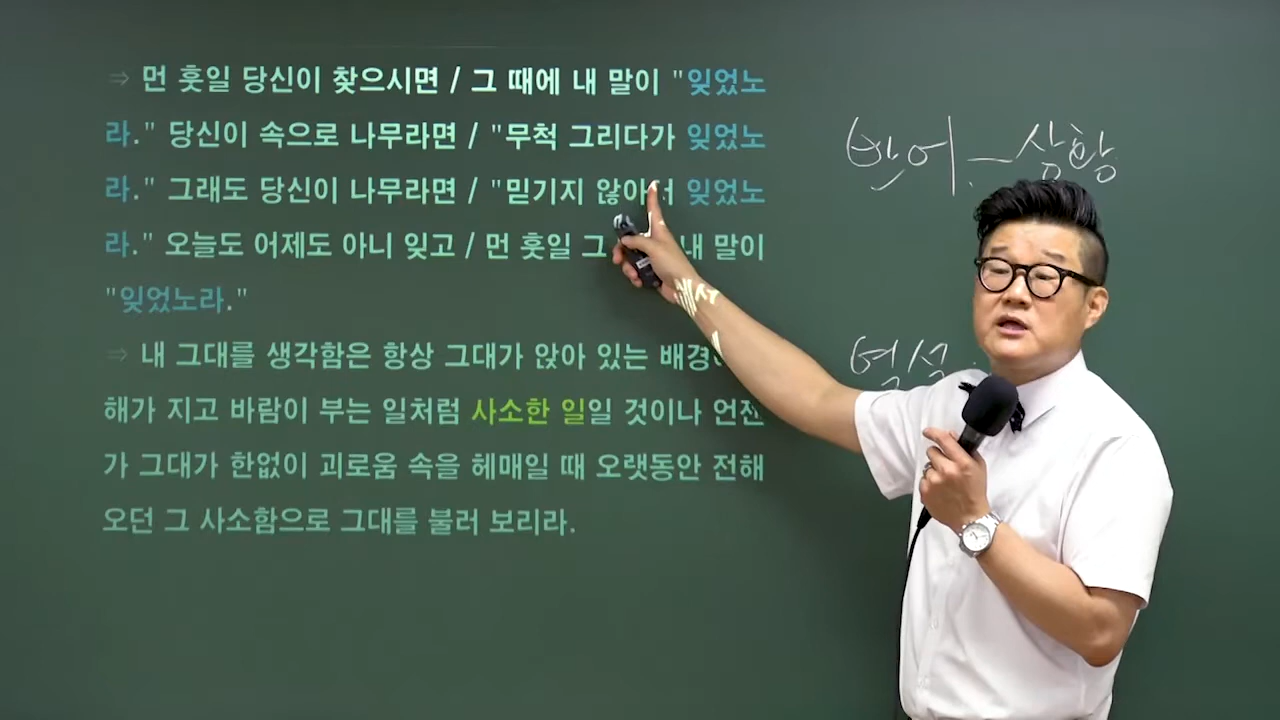 ⇒ 먼 훗일 당신이 찾으시면 / 그 때에 내 말이 "잊었노
라." 당신이 속으로 나무라면 / "무척 그리다가 잊었노
라." 그래도 당신이 나무라면 / "믿기지 않아서 잊었노
라." 오늘도 어제도 아니 잊고 / 먼 훗일 그 내 말이
"잊었노라."
⇒ 내 그대를 생각함은 항상 그대가 앉아 있는
해가 지고 바람이 부는 일처럼 사소한 일일 것이나 언젠
가 그대가 한없이 괴로움 속을 헤매일 때 오랫동안 전해
오던 그 사소함으로 그대를 불러 보리라.
반어 - 상황
역설